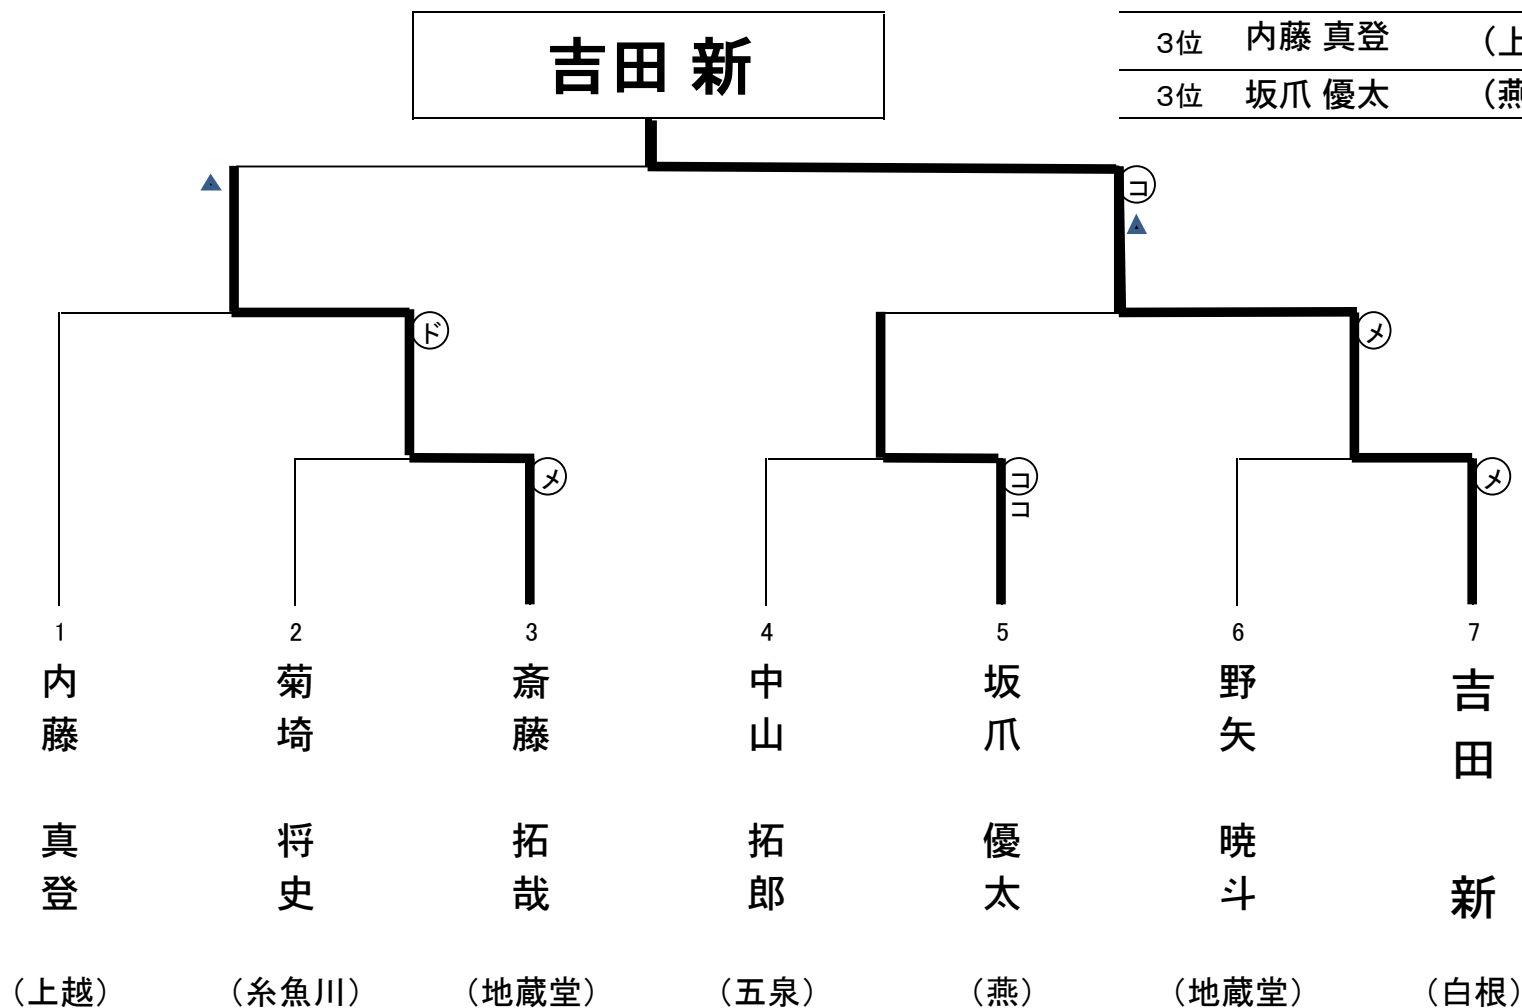 吉田 新
3位 内藤 真登 （上
3位 坂爪 優太 （燕
▲ コ
▲
ド メ
メ コ メ
コ
1 2 3 4 5 6 7
内藤 真登
菊埼 将史
斎藤 拓哉
中山 拓郎
坂爪 優太
野矢 暁斗
吉田 新
（上越） （糸魚川） （地蔵堂） （五泉） （燕） （地蔵堂） （白根）